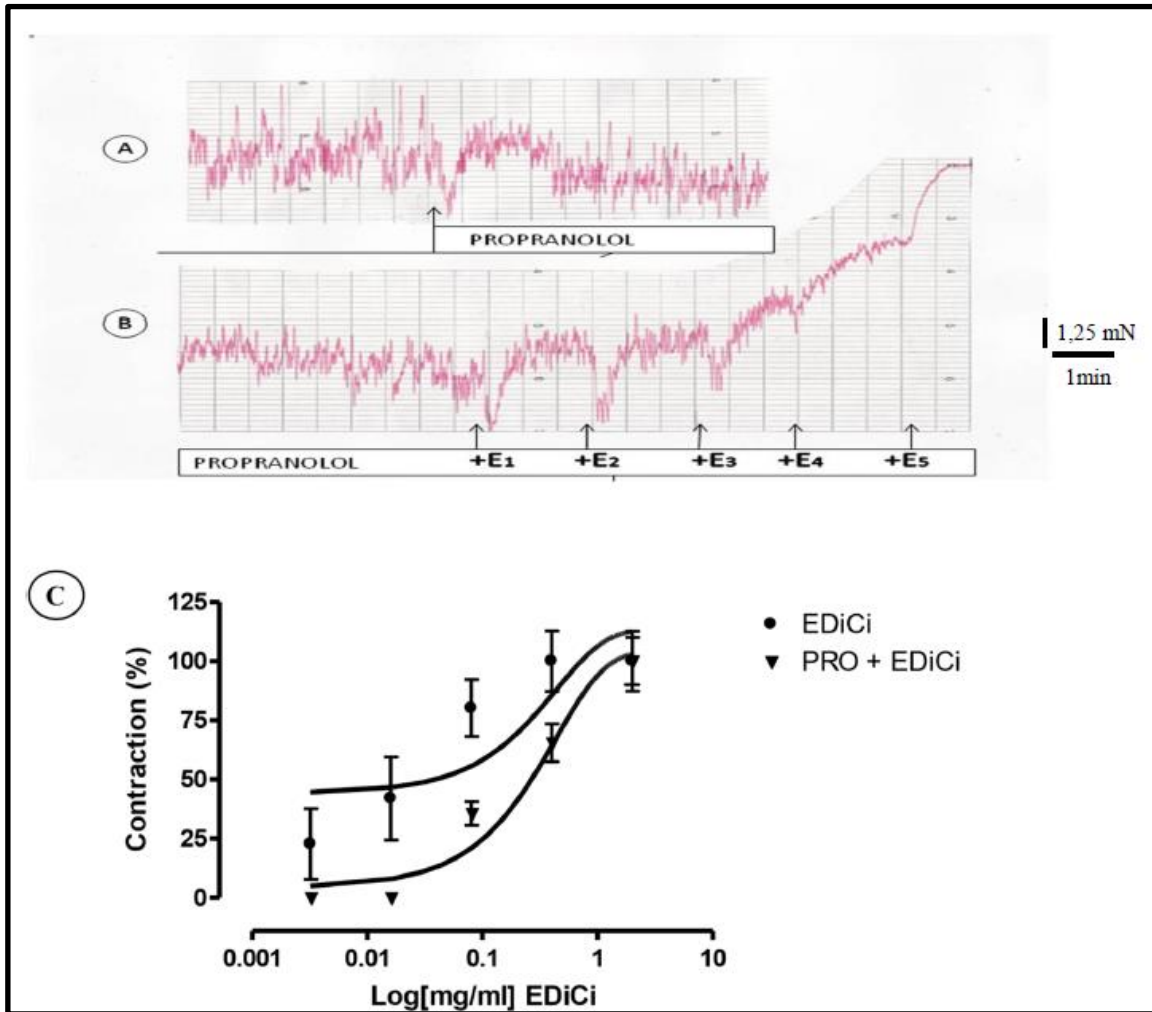 A
PROPRANOLOL
B
1,25 mN
1min
PROPRANOLOL +E1 +E2 +E3 +E4 +E5
C
125
100
75
50
25
0
Contraction (%)
0.001 0.01 0.1 1 10
Log[mg/ml] EDiCi
EDiCi
PRO + EDiCi